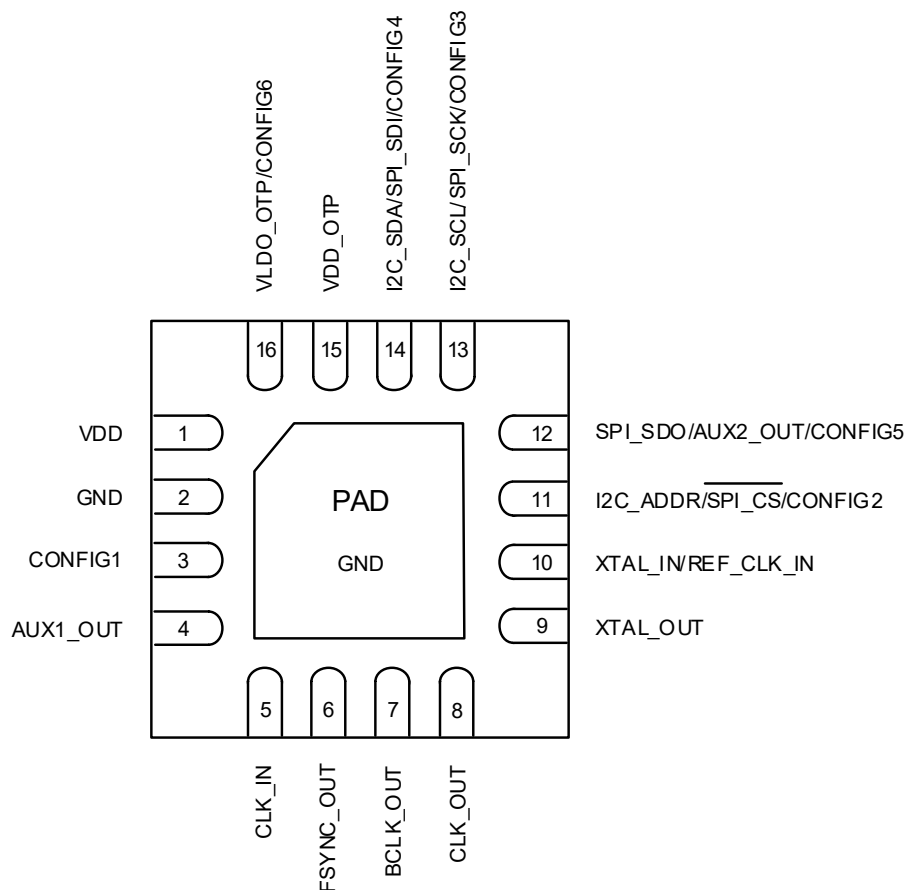 VLDO_OTP/CONFIG6
VDD_OTP
I2C_SDA/SPI_SDI/CONFIG4
I2C_SCL/SPI_SCK/CONFIG3
16
15
14
13
VDD
1
12
SPI_SDO/AUX2_OUT/CONFIG5
GND
2
PAD
11
I2C_ADDR/SPI_CS/CONFIG2
CONFIG1
3
GND
10
XTAL_IN/REF_CLK_IN
AUX1_OUT
4
9
XTAL_OUT
5
6
7
8
CLK_IN
FSYNC_OUT
BCLK_OUT
CLK_OUT